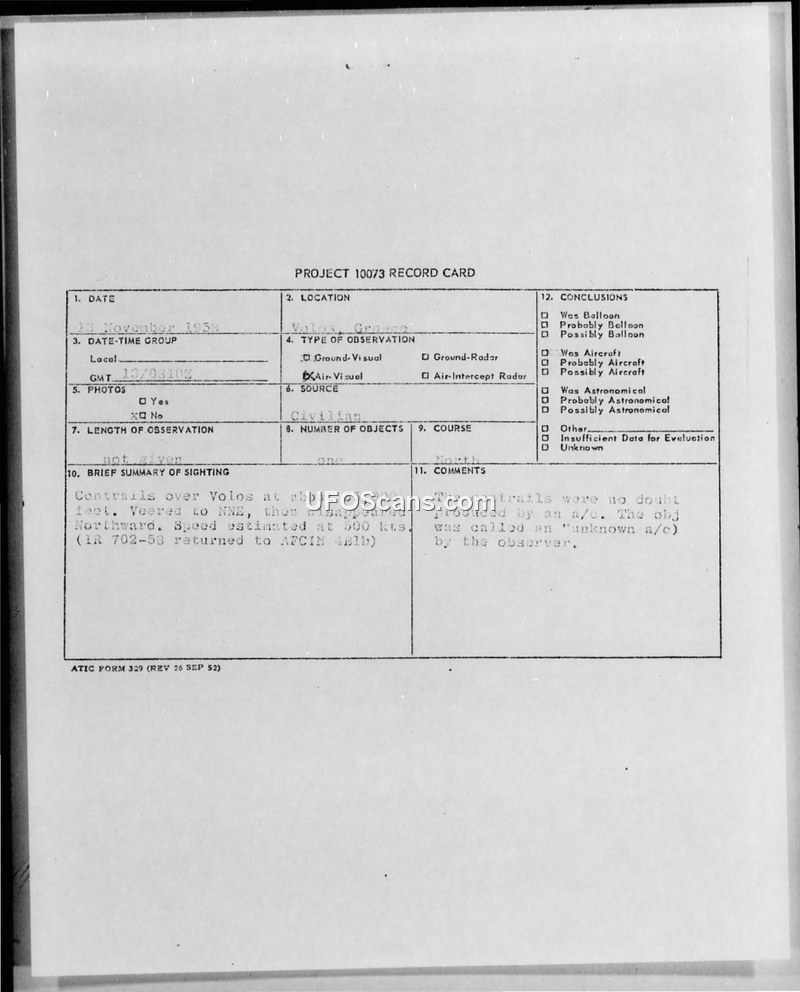 PROJECT 10073 RECORD CARD
1. DATE
November 1958
2. LOCATION
Volos, Greece
3. DATE-TIME GROUP
Local
GMT
4. TYPE OF OBSERVATION
Ground-Visual Ground-Radar
Air-Visual Air-Intercept Radar
5. PHOTOS
Yes
No
6. SOURCE
Civilian
7. LENGTH OF OBSERVATION
not given
8. NUMBER OF OBJECTS
one
9. COURSE
North
10. BRIEF SUMMARY OF SIGHTING
Contrails over Volos at
feet. Veered to NNE, then disappeared
Northward. Speed estimated at 500 kts.
(IR 702-58 returned to AFCIN 4E1b)
11. COMMENTS
The contrails were no doubt
produced by an a/c. The obj
was called an "unknown a/c)
by the observer.
12. CONCLUSIONS
Was Balloon
Probably Balloon
Possibly Balloon
Was Aircraft
Probably Aircraft
Possibly Aircraft
Was Astronomical
Probably Astronomical
Possibly Astronomical
Other
Insufficient Data for Evaluation
Unknown
UFOScans.com
ATIC FORM 329 (REV 26 SEP 52)